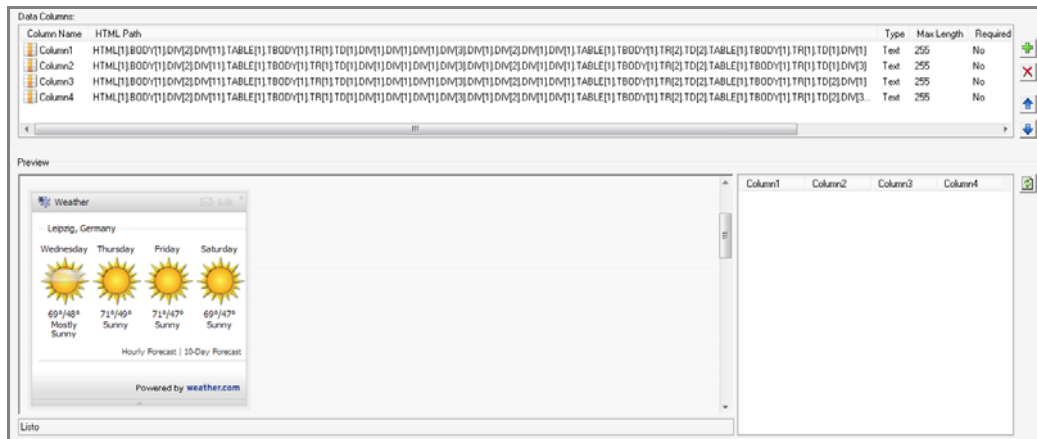 Data Columns:
Column Name HTML Path Type Max Length Required
Column1 HTML[1].BODY[1].DIV[2].DIV[11].TABLE[1].TBODY[1].TR[1].TD[1].DIV[1].DIV[1].DIV[1].DIV[3].DIV[1].DIV[2].DIV[1].DIV[1].TABLE[1].TBODY[1].TR[2].TD[2].TABLE[1].TBODY[1].TR[1].TD[1].DIV[1] Text 255 No
Column2 HTML[1].BODY[1].DIV[2].DIV[11].TABLE[1].TBODY[1].TR[1].TD[1].DIV[1].DIV[1].DIV[1].DIV[3].DIV[1].DIV[2].DIV[1].DIV[1].TABLE[1].TBODY[1].TR[2].TD[2].TABLE[1].TBODY[1].TR[1].TD[1].DIV[3] Text 255 No
Column3 HTML[1].BODY[1].DIV[2].DIV[11].TABLE[1].TBODY[1].TR[1].TD[1].DIV[1].DIV[1].DIV[1].DIV[3].DIV[1].DIV[2].DIV[1].DIV[1].TABLE[1].TBODY[1].TR[2].TD[2].TABLE[1].TBODY[1].TR[1].TD[2].DIV[1] Text 255 No
Column4 HTML[1].BODY[1].DIV[2].DIV[11].TABLE[1].TBODY[1].TR[1].TD[1].DIV[1].DIV[1].DIV[1].DIV[3].DIV[1].DIV[2].DIV[1].DIV[1].TABLE[1].TBODY[1].TR[2].TD[2].TABLE[1].TBODY[1].TR[1].TD[2].DIV[3... Text 255 No
Preview
Column1 Column2 Column3 Column4
Weather Edit
Leipzig, Germany
Wednesday Thursday Friday Saturday
69°/48° 71°/49° 71°/47° 69°/47°
Mostly Sunny Sunny Sunny
Sunny
Hourly Forecast | 10-Day Forecast
Powered by weather.com
Listo